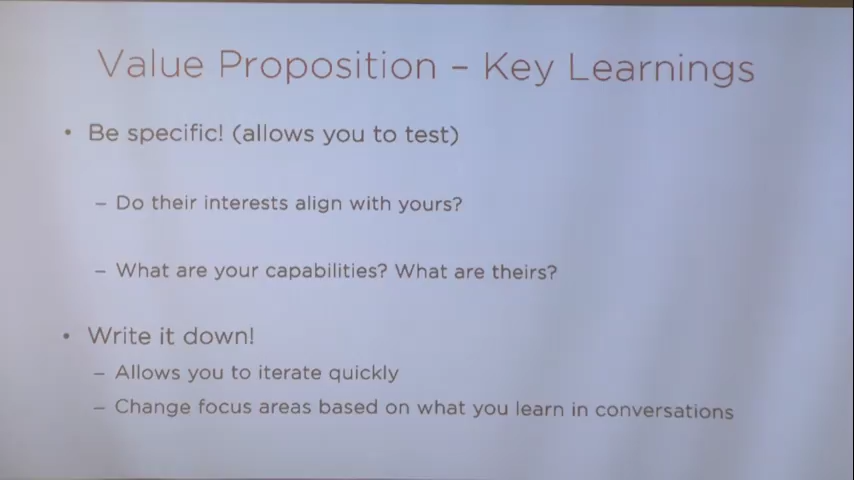 Value Proposition – Key Learnings
• Be specific! (allows you to test)
– Do their interests align with yours?
– What are your capabilities? What are theirs?
• Write it down!
– Allows you to iterate quickly
– Change focus areas based on what you learn in conversations